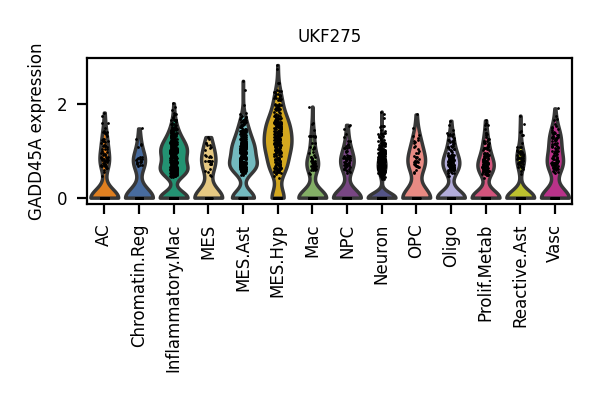 UKF275
GADD45A expression
2
0
AC
Chromatin.Reg
Inflammatory.Mac
MES
MES.Ast
MES.Hyp
Mac
NPC
Neuron
OPC
Oligo
Prolif.Metab
Reactive.Ast
Vasc